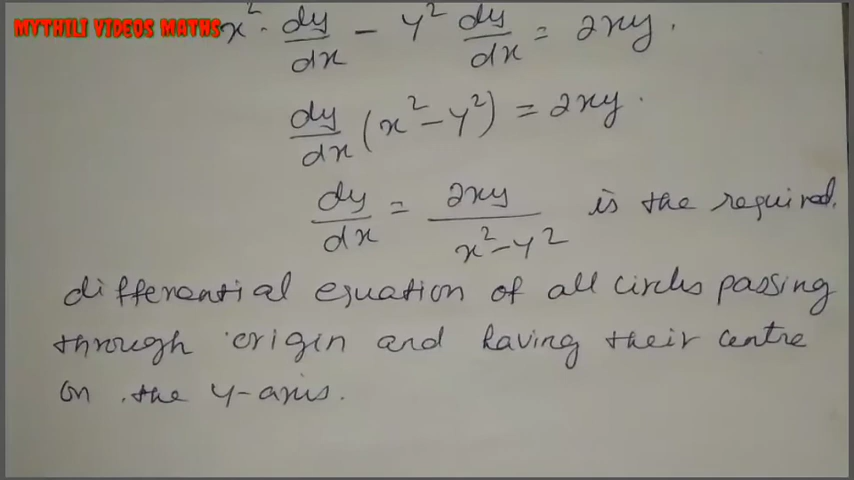 MYTHILI VIDEOS MATHS
x² · dy/dx - y² dy/dx = 2xy.
dy/dx (x² - y²) = 2xy.
dy/dx = 2xy / x² - y² is the required.
differential equation of all circles passing
through origin and having their centre
on the y-axis.